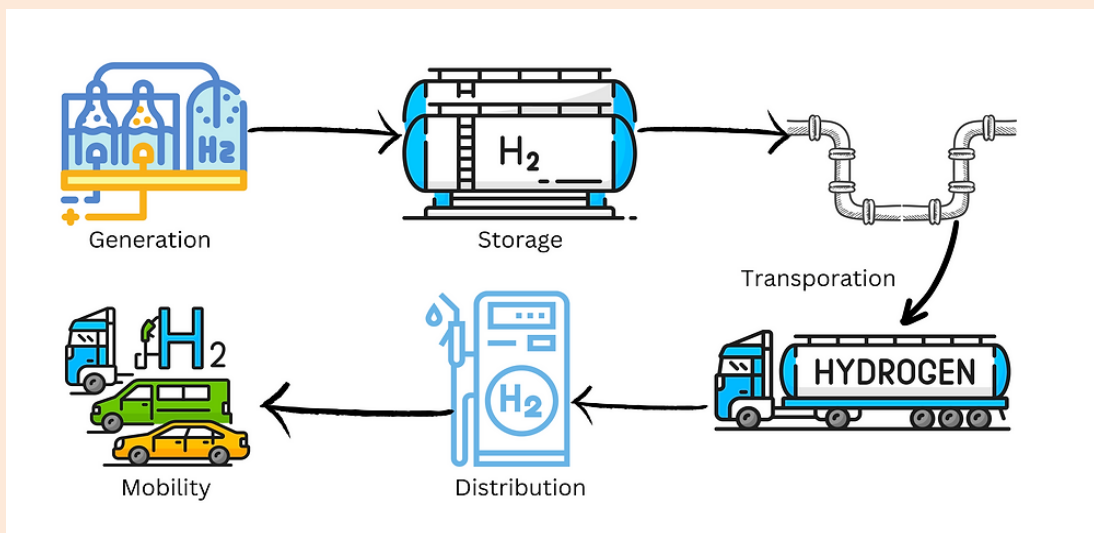 H2
Generation
H2
Storage
Transporation
HYDROGEN
H2
Distribution
H2
Mobility